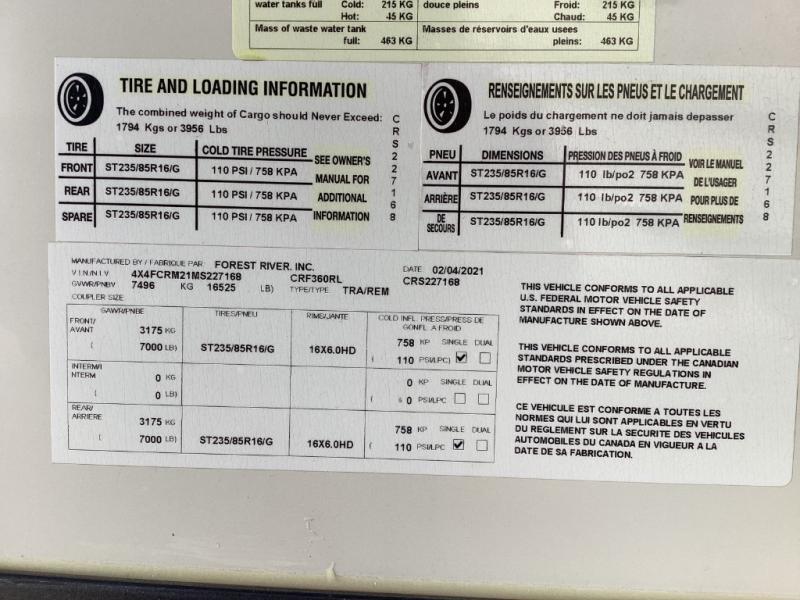 water tanks full Cold: 215 KG
Hot: 45 KG
Mass of waste water tank
full: 463 KG
douce pleins Froid: 215 KG
Chaud: 45 KG
Masses de réservoirs d'eaux usees
pleins: 463 KG
TIRE AND LOADING INFORMATION
The combined weight of Cargo should Never Exceed:
1794 Kgs or 3956 Lbs
TIRE SIZE COLD TIRE PRESSURE
FRONT ST235/85R16/G 110 PSI / 758 KPA
REAR ST235/85R16/G 110 PSI / 758 KPA
SPARE ST235/85R16/G 110 PSI / 758 KPA
SEE OWNER'S
MANUAL FOR
ADDITIONAL
INFORMATION
CRS227168
RENSEIGNEMENTS SUR LES PNEUS ET LE CHARGEMENT
Le poids du chargement ne doit jamais depasser
1794 Kgs or 3956 Lbs
PNEU DIMENSIONS PRESSION DES PNEUS À FROID
AVANT ST235/85R16/G 110 lb/po2 758 KPA
ARRIÈRE ST235/85R16/G 110 lb/po2 758 KPA
DE
SECOURS ST235/85R16/G 110 lb/po2 758 KPA
VOIR LE MANUEL
DE L'USAGER
POUR PLUS DE
RENSEIGNEMENTS
CRS227168
MANUFACTURED BY / FABRIQUE PAR: FOREST RIVER. INC. DATE 02/04/2021
V.I.N./N.I.V 4X4FCRM21MS227168 CRF360RL CRS227168
GVWR/PNBV 7496 KG 16525 LB) TYPE/TYPE TRA/REM
COUPLER SIZE
GAWR/PNBE TIRES/PNEU RIMS/JANTE COLD INFL. PRESS/PRESS DE
GONFL. A FROID
FRONT/
AVANT 3175 KG 758 KP SINGLE DUAL
( 7000 LB) ST235/85R16/G 16X6.0HD ( 110 PSI/LPC)
INTERM/I
NTERM 0 KG 0 KP SINGLE DUAL
( 0 LB) 0 PSI/LPC
REAR/
ARRIERE 3175 KG 758 KP SINGLE DUAL
( 7000 LB) ST235/85R16/G 16X6.0HD ( 110 PSI/LPC
THIS VEHICLE CONFORMS TO ALL APPLICABLE
U.S. FEDERAL MOTOR VEHICLE SAFETY
STANDARDS IN EFFECT ON THE DATE OF
MANUFACTURE SHOWN ABOVE.
THIS VEHICLE CONFORMS TO ALL APPLICABLE
STANDARDS PRESCRIBED UNDER THE CANADIAN
MOTOR VEHICLE SAFETY REGULATIONS IN
EFFECT ON THE DATE OF MANUFACTURE.
CE VEHICULE EST CONFORME A TOUTES LES
NORMES QUI LUI SONT APPLICABLES EN VERTU
DU REGLEMENT SUR LA SECURITE DES VEHICULES
AUTOMOBILES DU CANADA EN VIGUEUR A LA
DATE DE SA FABRICATION.